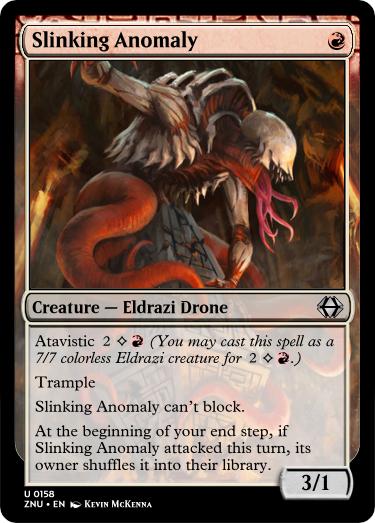 Slinking Anomaly
Creature — Eldrazi Drone
Atavistic 2 (You may cast this spell as a
7/7 colorless Eldrazi creature for 2 .)
Trample
Slinking Anomaly can't block.
At the beginning of your end step, if
Slinking Anomaly attacked this turn, its
owner shuffles it into their library.
3/1
U 0158
ZNU • EN Kevin McKenna